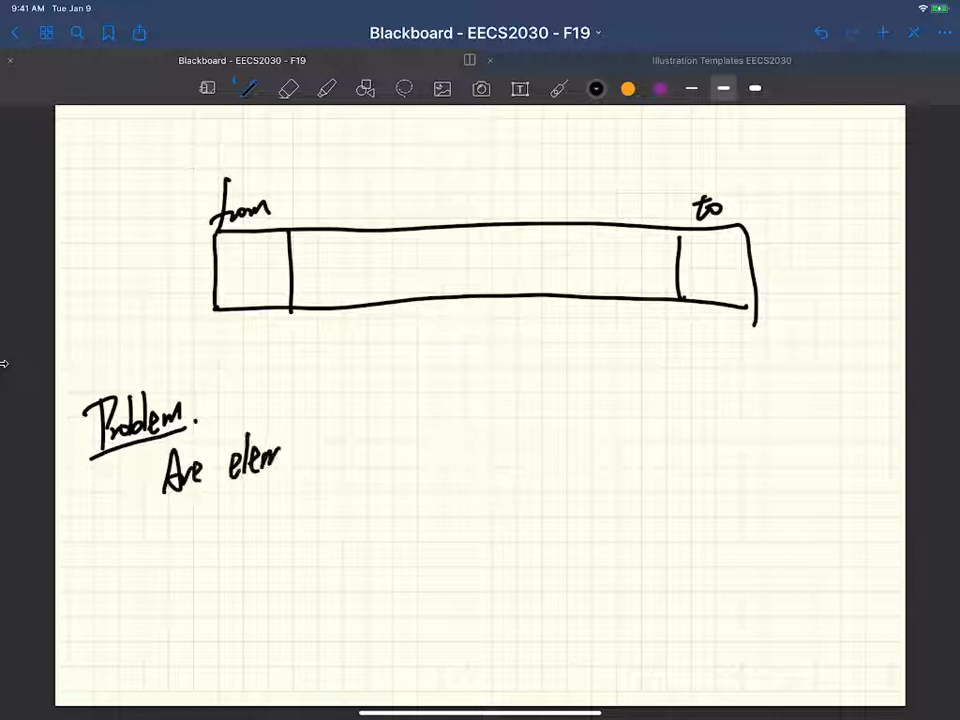 9:41 AM Tue Jan 9
Blackboard - EECS2030 - F19
Blackboard - EECS2030 - F19
Illustration Templates EECS2030
from
to
Problem.
Are elem